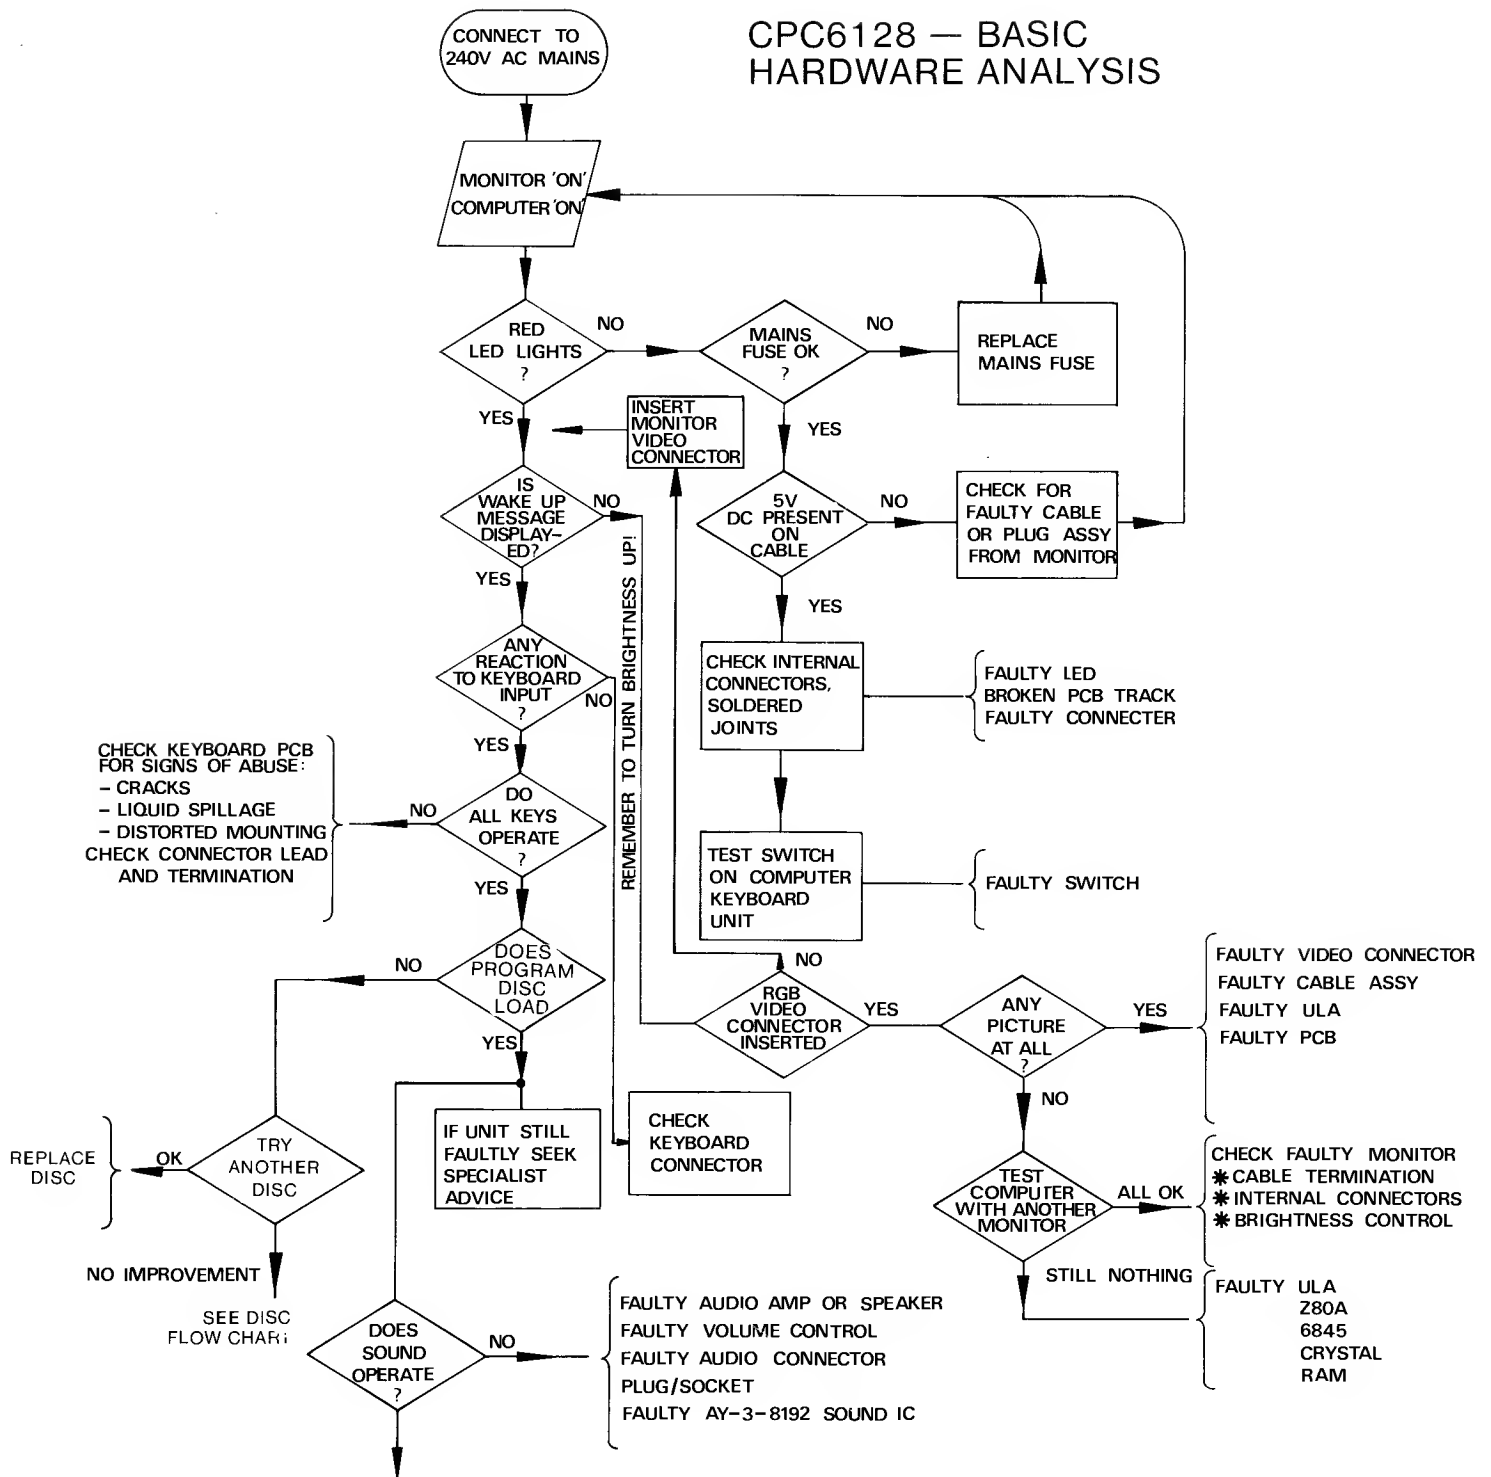 CPC6128 — BASIC
HARDWARE ANALYSIS
CONNECT TO
240V AC MAINS
MONITOR 'ON'
COMPUTER 'ON'
RED
LED LIGHTS
?
NO
MAINS
FUSE OK
?
NO
REPLACE
MAINS FUSE
YES
INSERT
MONITOR
VIDEO
CONNECTOR
YES
IS
WAKE UP
MESSAGE
DISPLAY-
ED?
NO
5V
DC PRESENT
ON
CABLE
NO
CHECK FOR
FAULTY CABLE
OR PLUG ASSY
FROM MONITOR
YES
YES
REMEMBER TO TURN BRIGHTNESS UP!
ANY
REACTION
TO KEYBOARD
INPUT
?
NO
CHECK INTERNAL
CONNECTORS,
SOLDERED
JOINTS
FAULTY LED
BROKEN PCB TRACK
FAULTY CONNECTER
YES
CHECK KEYBOARD PCB
FOR SIGNS OF ABUSE:
– CRACKS
– LIQUID SPILLAGE
– DISTORTED MOUNTING
CHECK CONNECTOR LEAD
AND TERMINATION
NO
DO
ALL KEYS
OPERATE
?
TEST SWITCH
ON COMPUTER
KEYBOARD
UNIT
FAULTY SWITCH
YES
DOES
PROGRAM
DISC
LOAD
NO
NO
RGB
VIDEO
CONNECTOR
INSERTED
YES
ANY
PICTURE
AT ALL
?
YES
FAULTY VIDEO CONNECTOR
FAULTY CABLE ASSY
FAULTY ULA
FAULTY PCB
YES
NO
IF UNIT STILL
FAULTLY SEEK
SPECIALIST
ADVICE
CHECK
KEYBOARD
CONNECTOR
REPLACE
DISC
OK
TRY
ANOTHER
DISC
TEST
COMPUTER
WITH ANOTHER
MONITOR
ALL OK
CHECK FAULTY MONITOR
✱ CABLE TERMINATION
✱ INTERNAL CONNECTORS
✱ BRIGHTNESS CONTROL
NO IMPROVEMENT
SEE DISC
FLOW CHART
STILL NOTHING
FAULTY ULA
Z80A
6845
CRYSTAL
RAM
DOES
SOUND
OPERATE
?
NO
FAULTY AUDIO AMP OR SPEAKER
FAULTY VOLUME CONTROL
FAULTY AUDIO CONNECTOR
PLUG/SOCKET
FAULTY AY-3-8192 SOUND IC